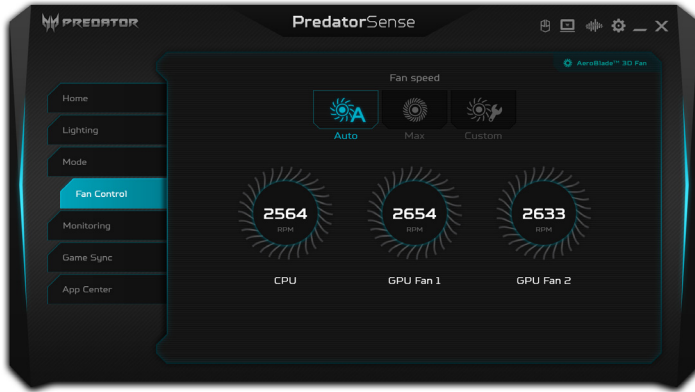 PREDATOR
PredatorSense
AeroBlade™ 3D Fan
Fan speed
Home
Lighting
Mode
Fan Control
Monitoring
Game Sync
App Center
A
Auto
Max
Custom
2564
RPM
CPU
2654
RPM
GPU Fan 1
2633
RPM
GPU Fan 2